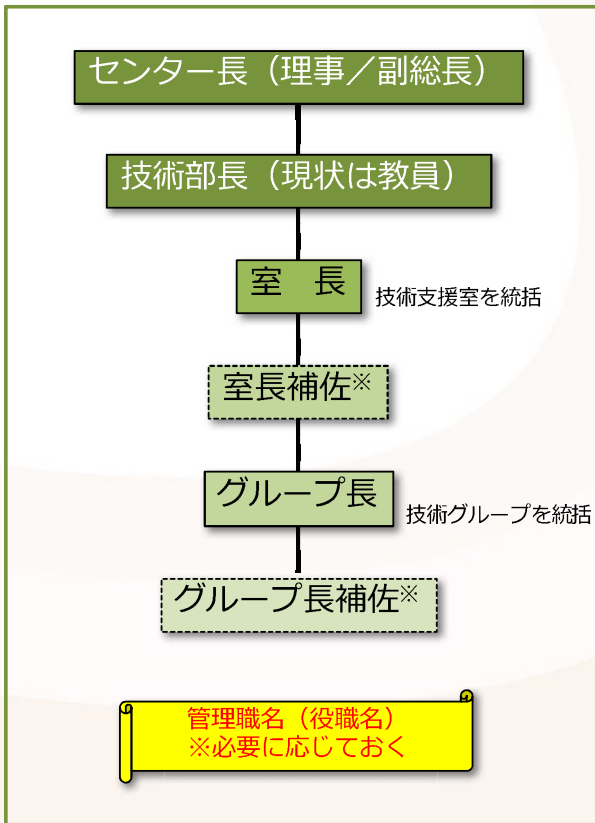 センター長（理事／副総長）
技術部長（現状は教員）
室　長
技術支援室を統括
室長補佐※
グループ長
技術グループを統括
グループ長補佐※
管理職名（役職名）
※必要に応じておく